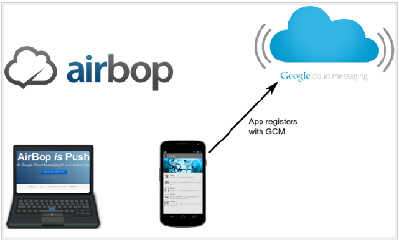 airbop
Google cloud messaging
App registers
with GCM
AirBop is Push